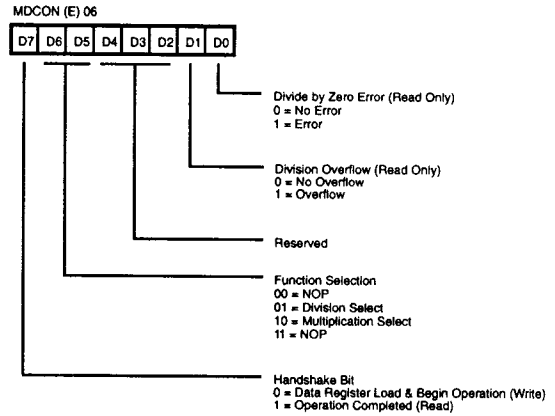 MDCON (E) 06
D7 D6 D5 D4 D3 D2 D1 D0
Divide by Zero Error (Read Only)
0 = No Error
1 = Error
Division Overflow (Read Only)
0 = No Overflow
1 = Overflow
Reserved
Function Selection
00 = NOP
01 = Division Select
10 = Multiplication Select
11 = NOP
Handshake Bit
0 = Data Register Load & Begin Operation (Write)
1 = Operation Completed (Read)